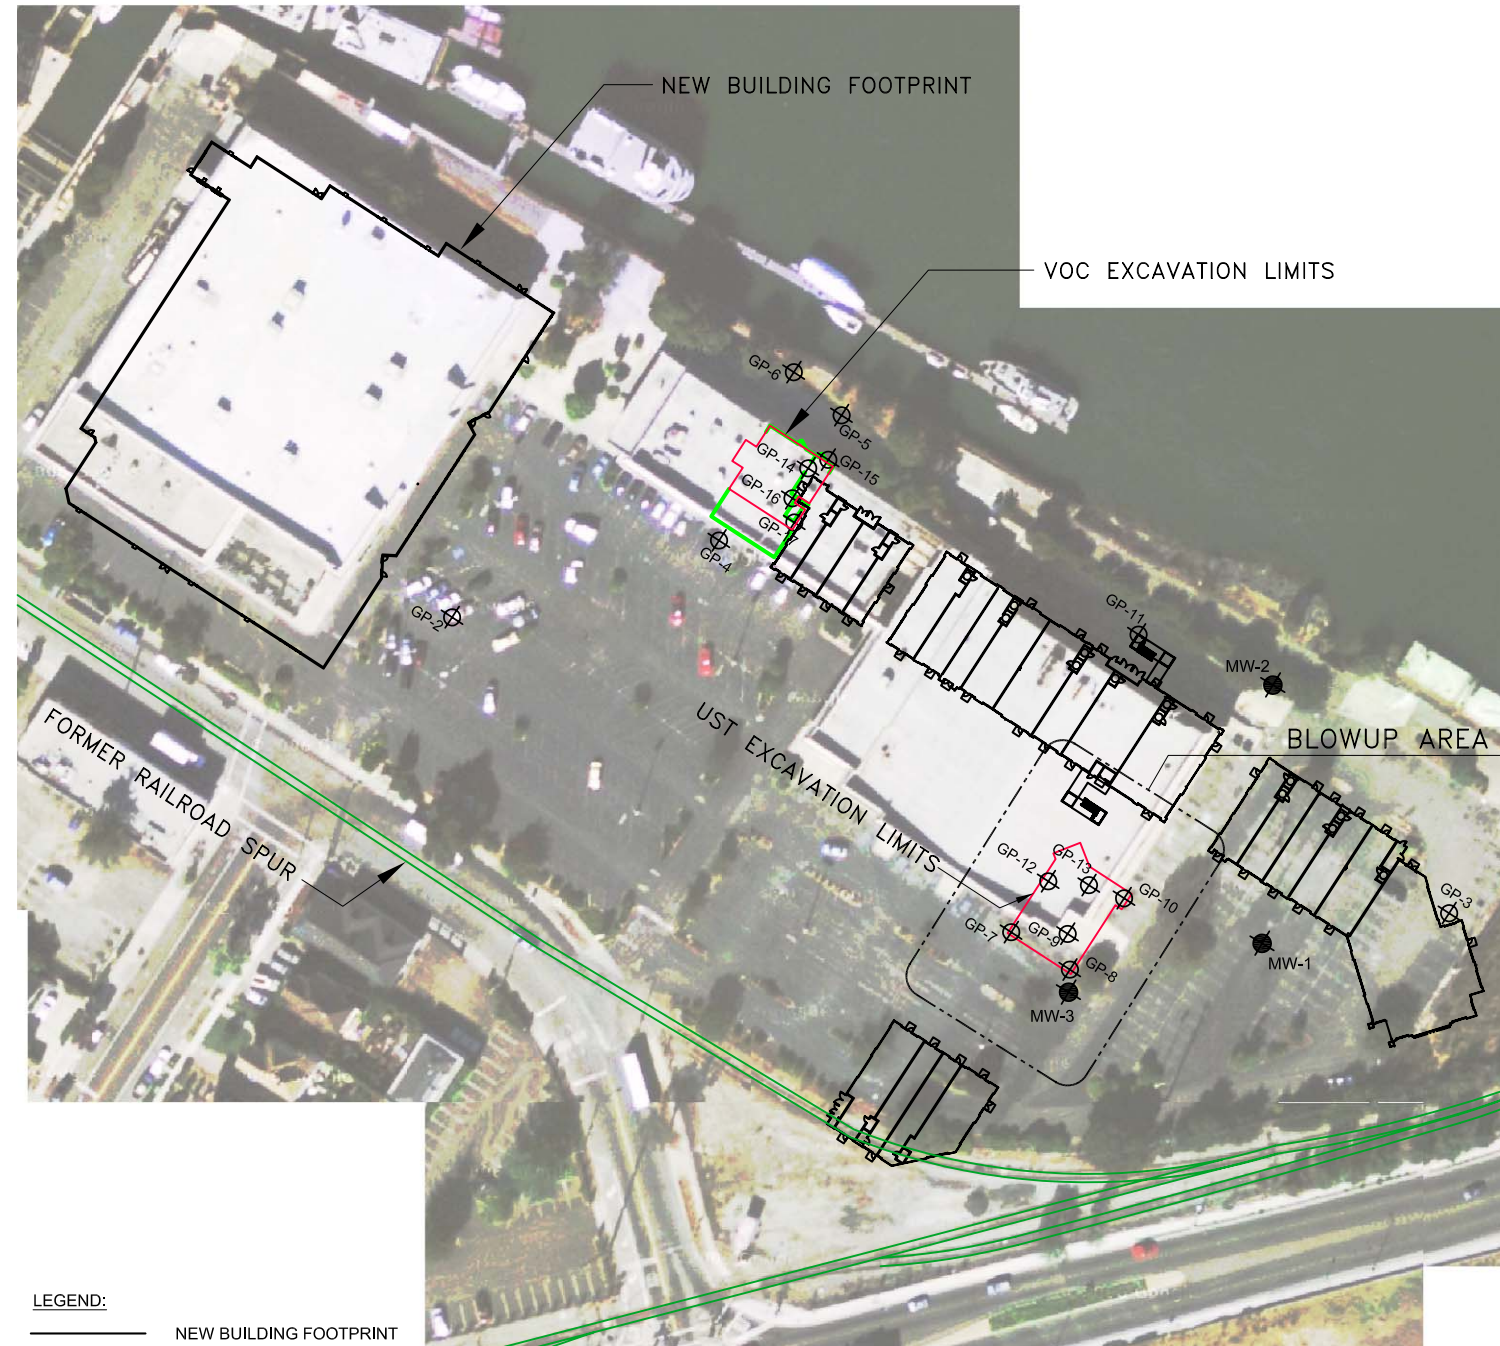 NEW BUILDING FOOTPRINT
VOC EXCAVATION LIMITS
GP-6
GP-5
GP-14
GP-15
GP-16
GP-17
GP-4
GP-2
GP-11
MW-2
UST EXCAVATION LIMITS
BLOWUP AREA
FORMER RAILROAD SPUR
GP-12
GP-13
GP-10
GP-3
GP-7
GP-9
GP-8
MW-1
MW-3
LEGEND:
NEW BUILDING FOOTPRINT